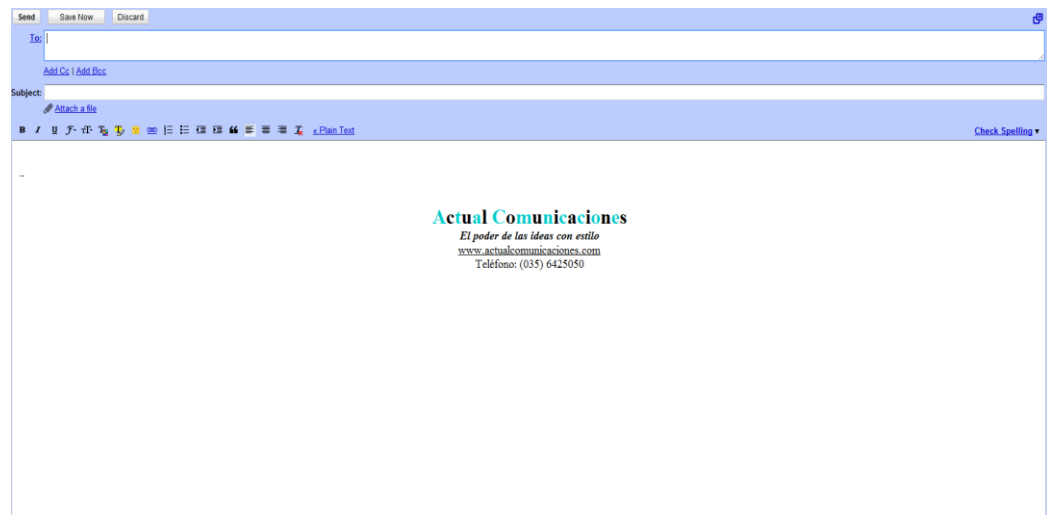 Send Save Now Discard
To:
Add Cc | Add Bcc
Subject:
Attach a file
B I U F· тT· T T « Plain Text Check Spelling ▾
--
Actual Comunicaciones
El poder de las ideas con estilo
www.actualcomunicaciones.com
Teléfono: (035) 6425050